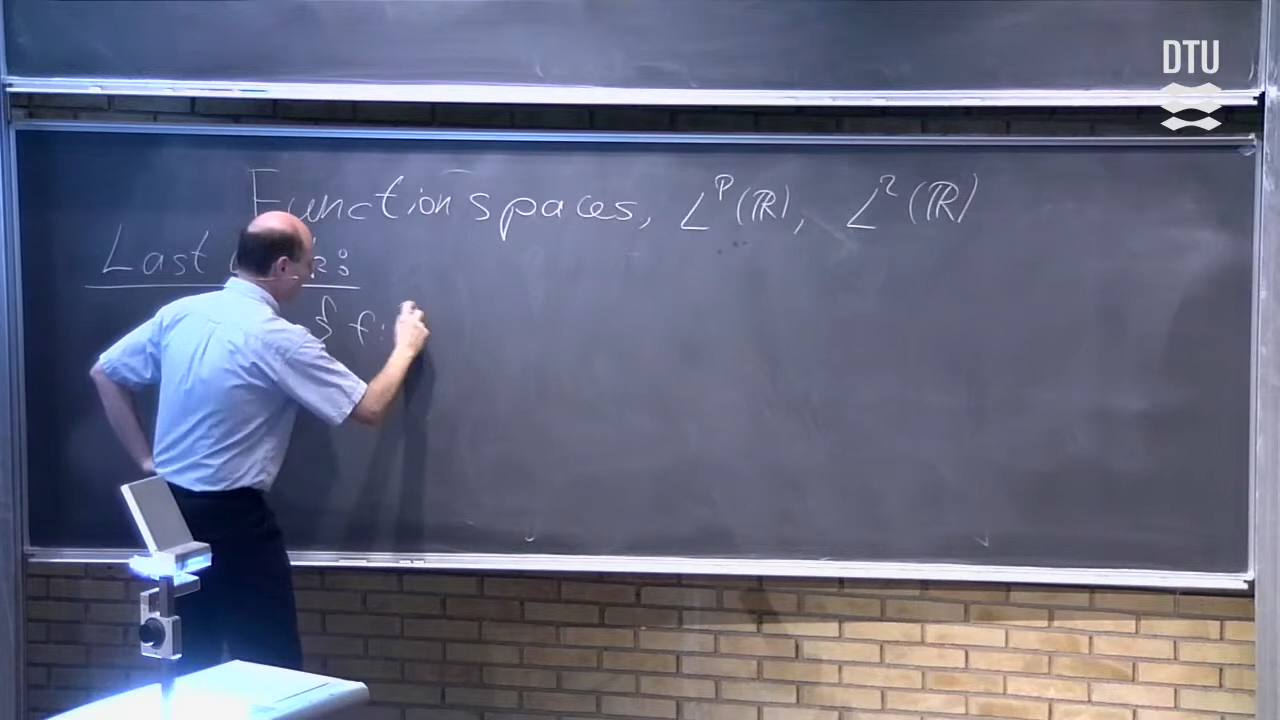 DTU
Function spaces, L^p(ℝ), L^2(ℝ)
Last
{ f: